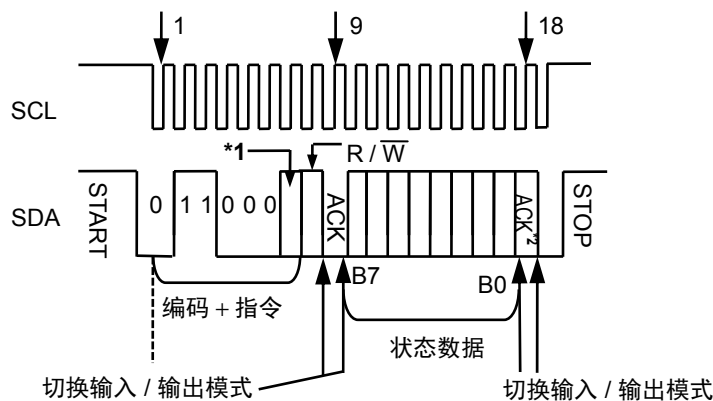 1 9 18
SCL
*1 R / W
SDA START 0 1 1 0 0 0 ACK ACK*2 STOP
B7 B0
编码 + 指令
状态数据
切换输入 / 输出模式 切换输入 / 输出模式